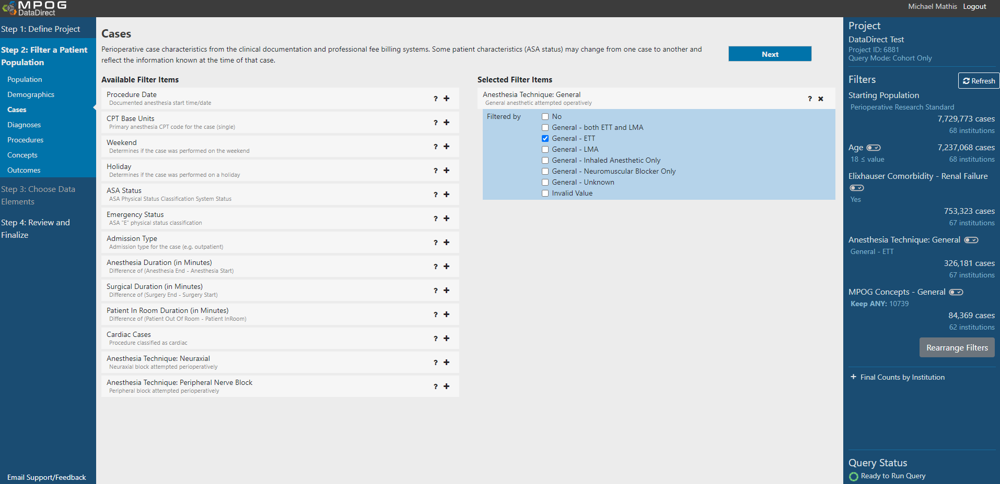 MPOG
DataDirect
Michael Mathis Logout
Step 1: Define Project
Step 2: Filter a Patient
Population
Population
Demographics
Cases
Diagnoses
Procedures
Concepts
Outcomes
Step 3: Choose Data
Elements
Step 4: Review and
Finalize
Email Support/Feedback
Cases
Perioperative case characteristics from the clinical documentation and professional fee billing systems. Some patient characteristics (ASA status) may change from one case to another and
reflect the information known at the time of that case.
Next
Available Filter Items
Procedure Date
Documented anesthesia start time/date
? +
CPT Base Units
Primary anesthesia CPT code for the case (single)
? +
Weekend
Determines if the case was performed on the weekend
? +
Holiday
Determines if the case was performed on a holiday
? +
ASA Status
ASA Physical Status Classification System Status
? +
Emergency Status
ASA "E" physical status classification
? +
Admission Type
Admission type for the case (e.g. outpatient)
? +
Anesthesia Duration (in Minutes)
Difference of (Anesthesia End - Anesthesia Start)
? +
Surgical Duration (in Minutes)
Difference of (Surgery End - Surgery Start)
? +
Patient In Room Duration (in Minutes)
Difference of (Patient Out Of Room - Patient InRoom)
? +
Cardiac Cases
Procedure classified as cardiac
? +
Anesthesia Technique: Neuraxial
Neuraxial block attempted perioperatively
? +
Anesthesia Technique: Peripheral Nerve Block
Peripheral block attempted perioperatively
? +
Selected Filter Items
Anesthesia Technique: General
General anesthetic attempted operatively
? ✖
Filtered by
No
General - both ETT and LMA
General - ETT
General - LMA
General - Inhaled Anesthetic Only
General - Neuromuscular Blocker Only
General - Unknown
Invalid Value
Project
DataDirect Test
Project ID: 6881
Query Mode: Cohort Only
Filters
Refresh
Starting Population
Perioperative Research Standard
7,729,773 cases
68 institutions
Age 7,237,068 cases
18 ≤ value 68 institutions
Elixhauser Comorbidity - Renal Failure
Yes
753,323 cases
67 institutions
Anesthesia Technique: General
General - ETT
326,181 cases
67 institutions
MPOG Concepts - General
Keep ANY: 10739
84,369 cases
62 institutions
Rearrange Filters
+ Final Counts by Institution
Query Status
Ready to Run Query